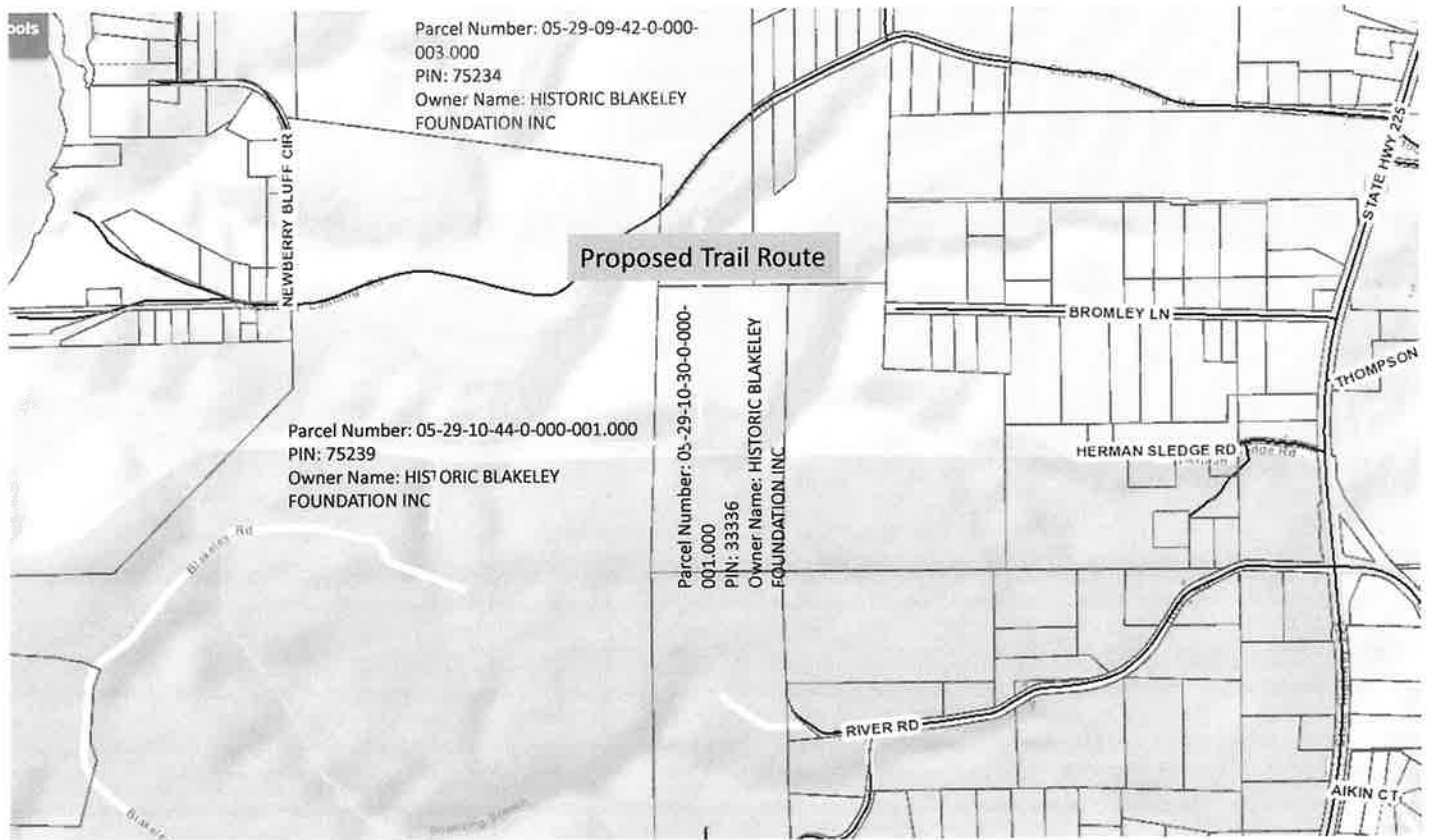 ools
Parcel Number: 05-29-09-42-0-000-
003.000
PIN: 75234
Owner Name: HISTORIC BLAKELEY
FOUNDATION INC
NEWBERRY BLUFF CIR
STATE HWY 225
Proposed Trail Route
Landing Rd
BROMLEY LN
THOMPSON
Parcel Number: 05-29-10-30-0-000-
001.000
PIN: 33336
Owner Name: HISTORIC BLAKELEY
FOUNDATION INC
Parcel Number: 05-29-10-44-0-000-001.000
PIN: 75239
Owner Name: HISTORIC BLAKELEY
FOUNDATION INC
HERMAN SLEDGE RD
Blakeley Rd
RIVER RD
AIKIN CT